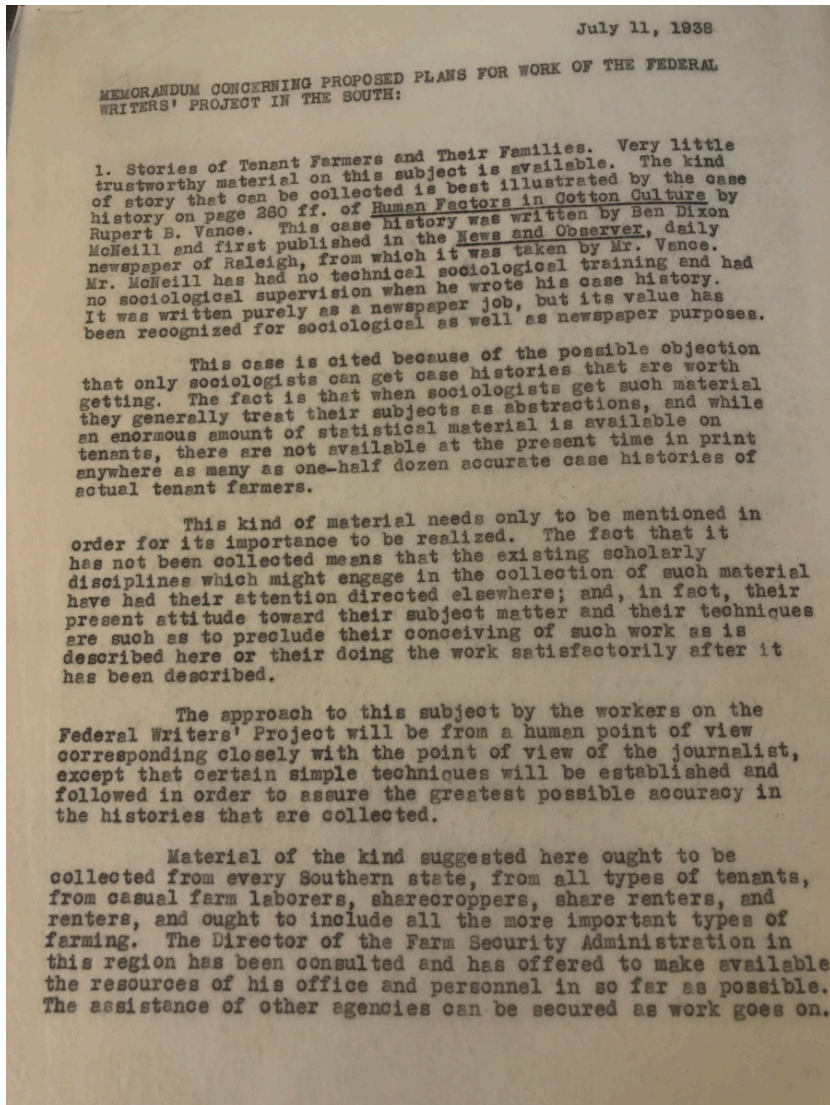 July 11, 1938
MEMORANDUM CONCERNING PROPOSED PLANS FOR WORK OF THE FEDERAL
WRITERS' PROJECT IN THE SOUTH:
1. Stories of Tenant Farmers and Their Families. Very little
trustworthy material on this subject is available. The kind
of story that can be collected is best illustrated by the case
history on page 260 ff. of Human Factors in Cotton Culture by
Rupert B. Vance. This case history was written by Ben Dixon
McNeill and first published in the News and Observer, daily
newspaper of Raleigh, from which it was taken by Mr. Vance.
Mr. McNeill has had no technical sociological training and had
no sociological supervision when he wrote his case history.
It was written purely as a newspaper job, but its value has
been recognized for sociological as well as newspaper purposes.
This case is cited because of the possible objection
that only sociologists can get case histories that are worth
getting. The fact is that when sociologists get such material
they generally treat their subjects as abstractions, and while
an enormous amount of statistical material is available on
tenants, there are not available at the present time in print
anywhere as many as one-half dozen accurate case histories of
actual tenant farmers.
This kind of material needs only to be mentioned in
order for its importance to be realized. The fact that it
has not been collected means that the existing scholarly
disciplines which might engage in the collection of such material
have had their attention directed elsewhere; and, in fact, their
present attitude toward their subject matter and their techniques
are such as to preclude their conceiving of such work as is
described here or their doing the work satisfactorily after it
has been described.
The approach to this subject by the workers on the
Federal Writers' Project will be from a human point of view
corresponding closely with the point of view of the journalist,
except that certain simple techniques will be established and
followed in order to assure the greatest possible accuracy in
the histories that are collected.
Material of the kind suggested here ought to be
collected from every Southern state, from all types of tenants,
from casual farm laborers, sharecroppers, share renters, and
renters, and ought to include all the more important types of
farming. The Director of the Farm Security Administration in
this region has been consulted and has offered to make available
the resources of his office and personnel in so far as possible.
The assistance of other agencies can be secured as work goes on.